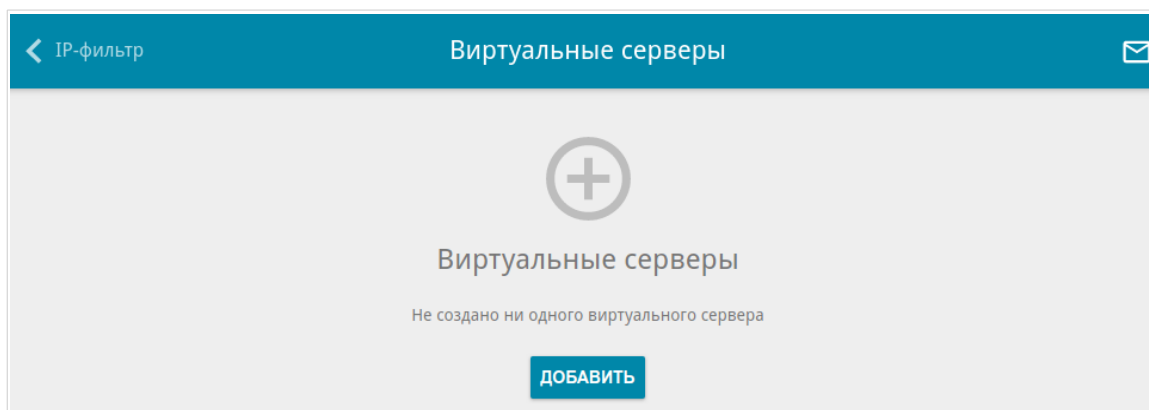 IP-фильтр
Виртуальные серверы
Виртуальные серверы
Не создано ни одного виртуального сервера
ДОБАВИТЬ